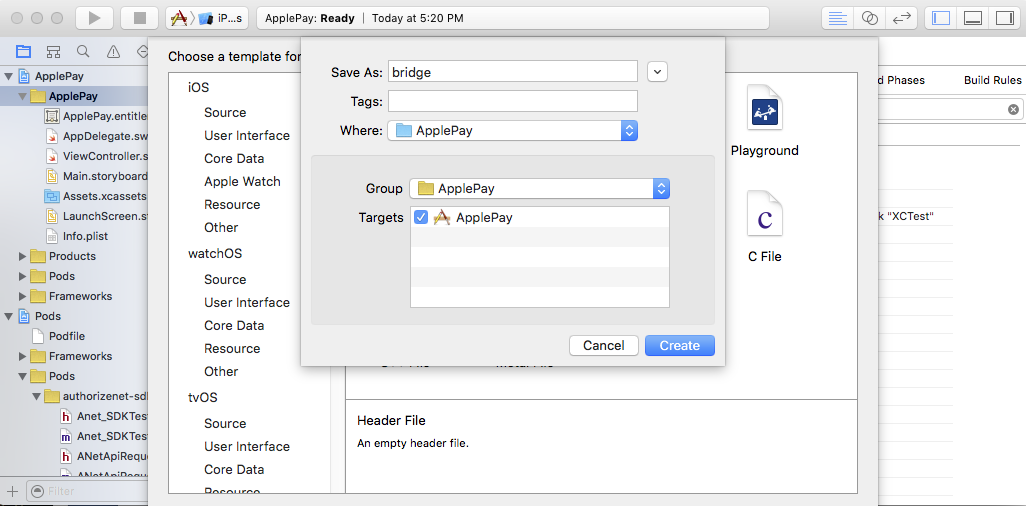 ApplePay: Ready | Today at 5:20 PM
iP...s
ApplePay
ApplePay
ApplePay.entitle
AppDelegate.sw
ViewController.s
Main.storyboard
Assets.xcassets
LaunchScreen.st
Info.plist
Products
Pods
Frameworks
Pods
Podfile
Frameworks
Pods
authorizenet-sd
h Anet_SDKTes
m Anet_SDKTes
h ANetApiReque
m ANetApiReque
Filter
Choose a template for
iOS
Source
User Interface
Core Data
Apple Watch
Resource
Other
watchOS
Source
User Interface
Core Data
Resource
Other
tvOS
Source
User Interface
Core Data
Resource
Save As: bridge
Tags:
Where: ApplePay
Group ApplePay
Targets ApplePay
Cancel Create
Playground
C
C File
Header File
An empty header file.
d Phases Build Rules
k "XCTest"